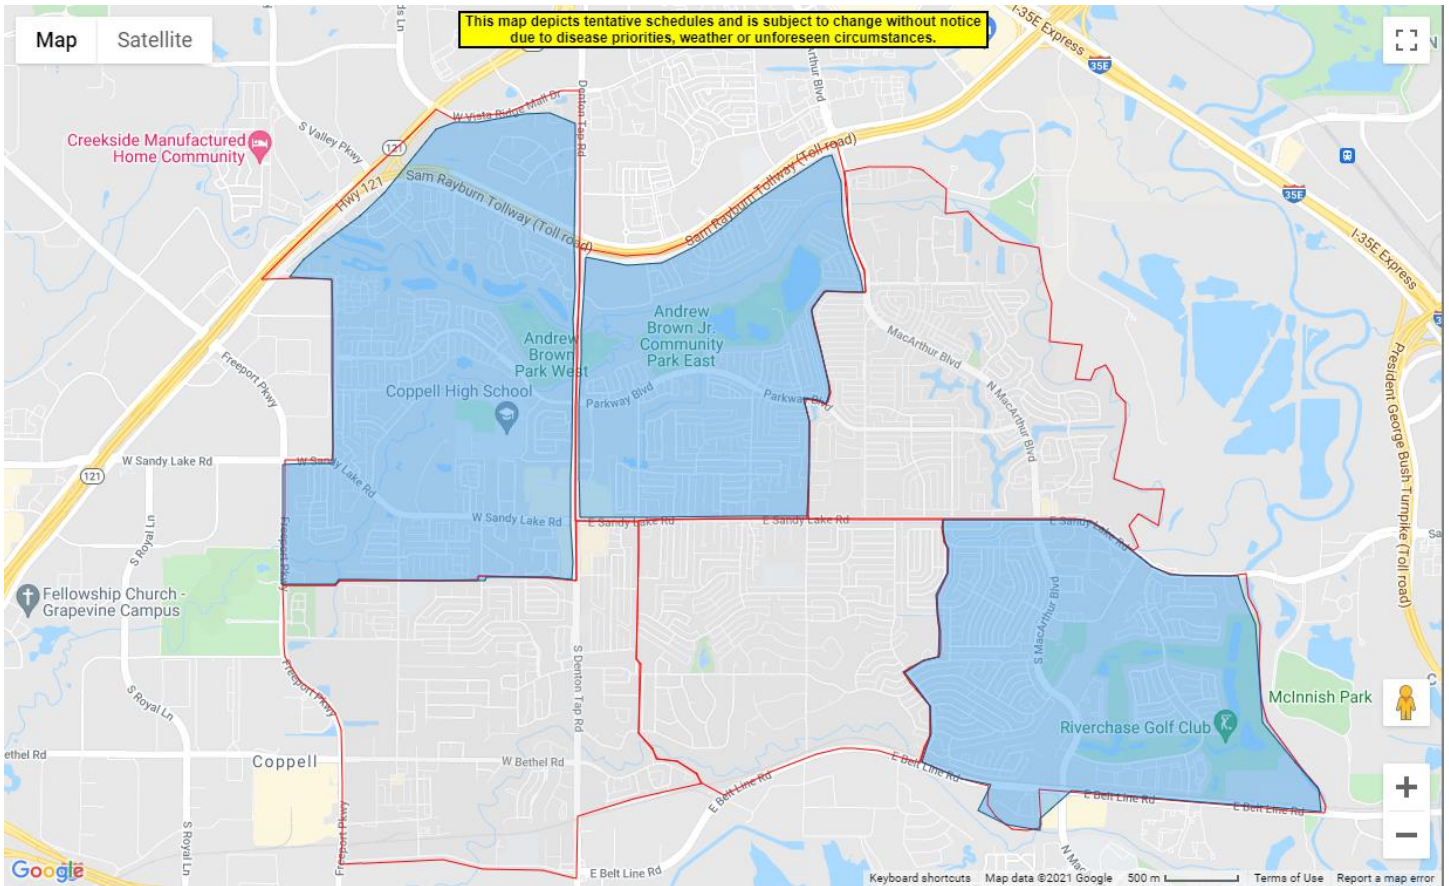 This map depicts tentative schedules and is subject to change without notice
due to disease priorities, weather or unforeseen circumstances.
Map
Satellite
I-35E Express
35E
W Vista Ridge Mall Dr
Denton Tap Rd
S Valley Pkwy
Creekside Manufactured
Home Community
121
Hwy 121
Sam Rayburn Tollway (Toll road)
Sam Rayburn Tollway (Toll road)
35E
I-35E Express
Andrew
Brown Jr.
Community
Park East
Andrew
Brown
Park West
MacArthur Blvd
Freeport Pkwy
Coppell High School
Parkway Blvd
Parkway Blvd
N MacArthur Blvd
President George Bush Turnpike (Toll road)
W Sandy Lake Rd
W Sandy Lake Rd
121
W Sandy Lake Rd
E Sandy Lake Rd
E Sandy Lake Rd
E Sandy Lake Rd
S Royal Ln
Freeport Pkwy
Fellowship Church -
Grapevine Campus
S MacArthur Blvd
S Denton Tap Rd
Freeport Pkwy
S Royal Ln
McInnish Park
Riverchase Golf Club
ethel Rd
Coppell
W Bethel Rd
E Belt Line Rd
E Belt Line Rd
E Belt Line Rd
E Belt Line Rd
S Royal Ln
Freeport Pkwy
E Belt Line Rd
Google
Keyboard shortcuts
Map data ©2021 Google
500 m
Terms of Use
Report a map error